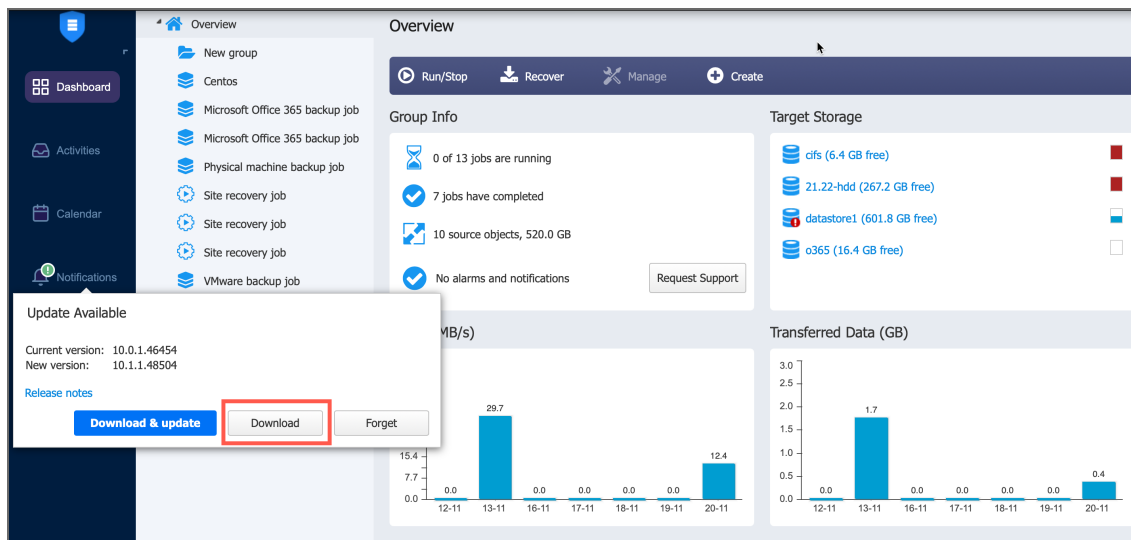 Dashboard
Activities
Calendar
Notifications
Overview
New group
Centos
Microsoft Office 365 backup job
Microsoft Office 365 backup job
Physical machine backup job
Site recovery job
Site recovery job
Site recovery job
VMware backup job
Update Available
Current version: 10.0.1.46454
New version: 10.1.1.48504
Release notes
Download & update Download Forget
Overview
Run/Stop Recover Manage Create
Group Info
0 of 13 jobs are running
7 jobs have completed
10 source objects, 520.0 GB
No alarms and notifications Request Support
Target Storage
cifs (6.4 GB free)
21.22-hdd (267.2 GB free)
datastore1 (601.8 GB free)
o365 (16.4 GB free)
MB/s)
29.7
15.4
12.4
7.7
0.0 0.0 0.0 0.0 0.0
0.0
12-11 13-11 16-11 17-11 18-11 19-11 20-11
Transferred Data (GB)
3.0
2.5
2.0
1.7
1.5
1.0
0.5
0.4
0.0 0.0 0.0 0.0 0.0
0.0
12-11 13-11 16-11 17-11 18-11 19-11 20-11